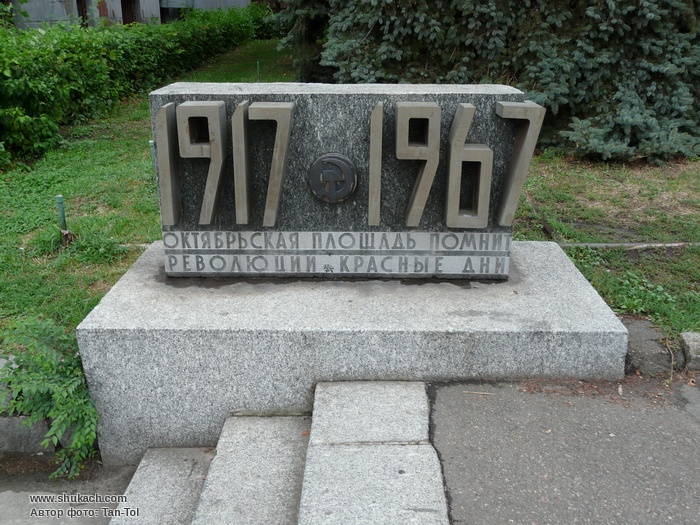 1917 1967
ОКТЯБРЬСКАЯ ПЛОЩАДЬ ПОМНИТ
РЕВОЛЮЦИИ КРАСНЫЕ ДНИ
www.shukach.com
Автор фото: Tan-Tol